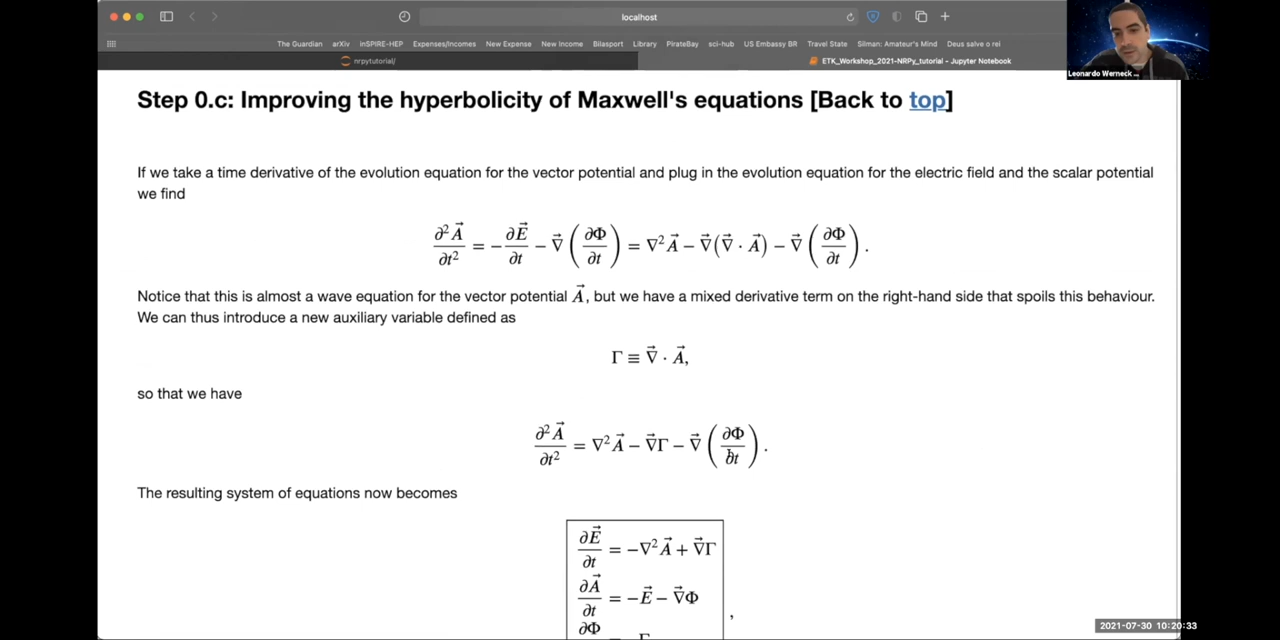 localhost
The Guardian arXiv inSPIRE-HEP Expenses/Incomes New Expense New Income Bilasport Library PirateBay sci-hub US Embassy BR Travel State Silman: Amateur's Mind Deus salve o rei
nrpytutorial/ ETK_Workshop_2021-NRPy_tutorial - Jupyter Notebook
Leonardo Werneck ...
Step 0.c: Improving the hyperbolicity of Maxwell's equations [Back to top]
If we take a time derivative of the evolution equation for the vector potential and plug in the evolution equation for the electric field and the scalar potential
we find
∂²A⃗/∂t² = −∂E⃗/∂t − ∇⃗(∂Φ/∂t) = ∇²A⃗ − ∇⃗(∇⃗ · A⃗) − ∇⃗(∂Φ/∂t).
Notice that this is almost a wave equation for the vector potential A⃗, but we have a mixed derivative term on the right-hand side that spoils this behaviour.
We can thus introduce a new auxiliary variable defined as
Γ ≡ ∇⃗ · A⃗,
so that we have
∂²A⃗/∂t² = ∇²A⃗ − ∇⃗Γ − ∇⃗(∂Φ/∂t).
The resulting system of equations now becomes
∂E⃗/∂t = −∇²A⃗ + ∇⃗Γ
∂A⃗/∂t = −E⃗ − ∇⃗Φ
,
∂Φ
2021-07-30 10:20:33